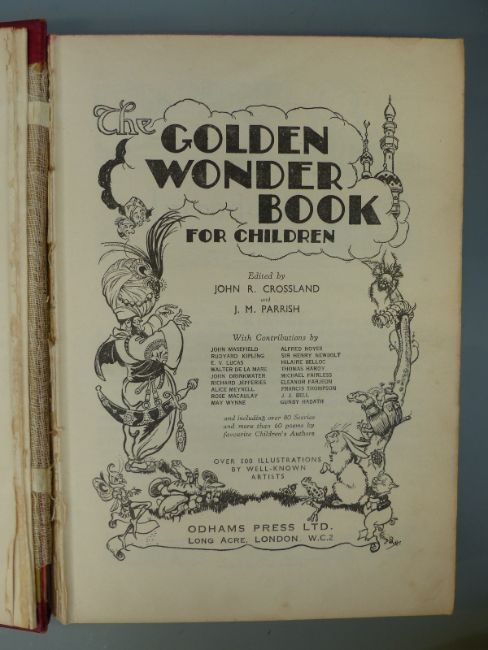 The
GOLDEN
WONDER
BOOK
FOR CHILDREN
Edited by
JOHN R. CROSSLAND
and
J. M. PARRISH
With Contributions by
JOHN MASEFIELD ALFRED NOYES
RUDYARD KIPLING SIR HENRY NEWBOLT
E. V. LUCAS HILAIRE BELLOC
WALTER DE LA MARE THOMAS HARDY
JOHN DRINKWATER MICHAEL FAIRLESS
RICHARD JEFFERIES ELEANOR FARJEON
ALICE MEYNELL FRANCIS THOMPSON
ROSE MACAULAY J. J. BELL
MAY WYNNE GUNBY HADATH
and including over 80 Stories
and more than 60 poems by
favourite Children's Authors
OVER 300 ILLUSTRATIONS
BY WELL-KNOWN
ARTISTS
ODHAMS PRESS LTD.
LONG ACRE, LONDON, W.C.2